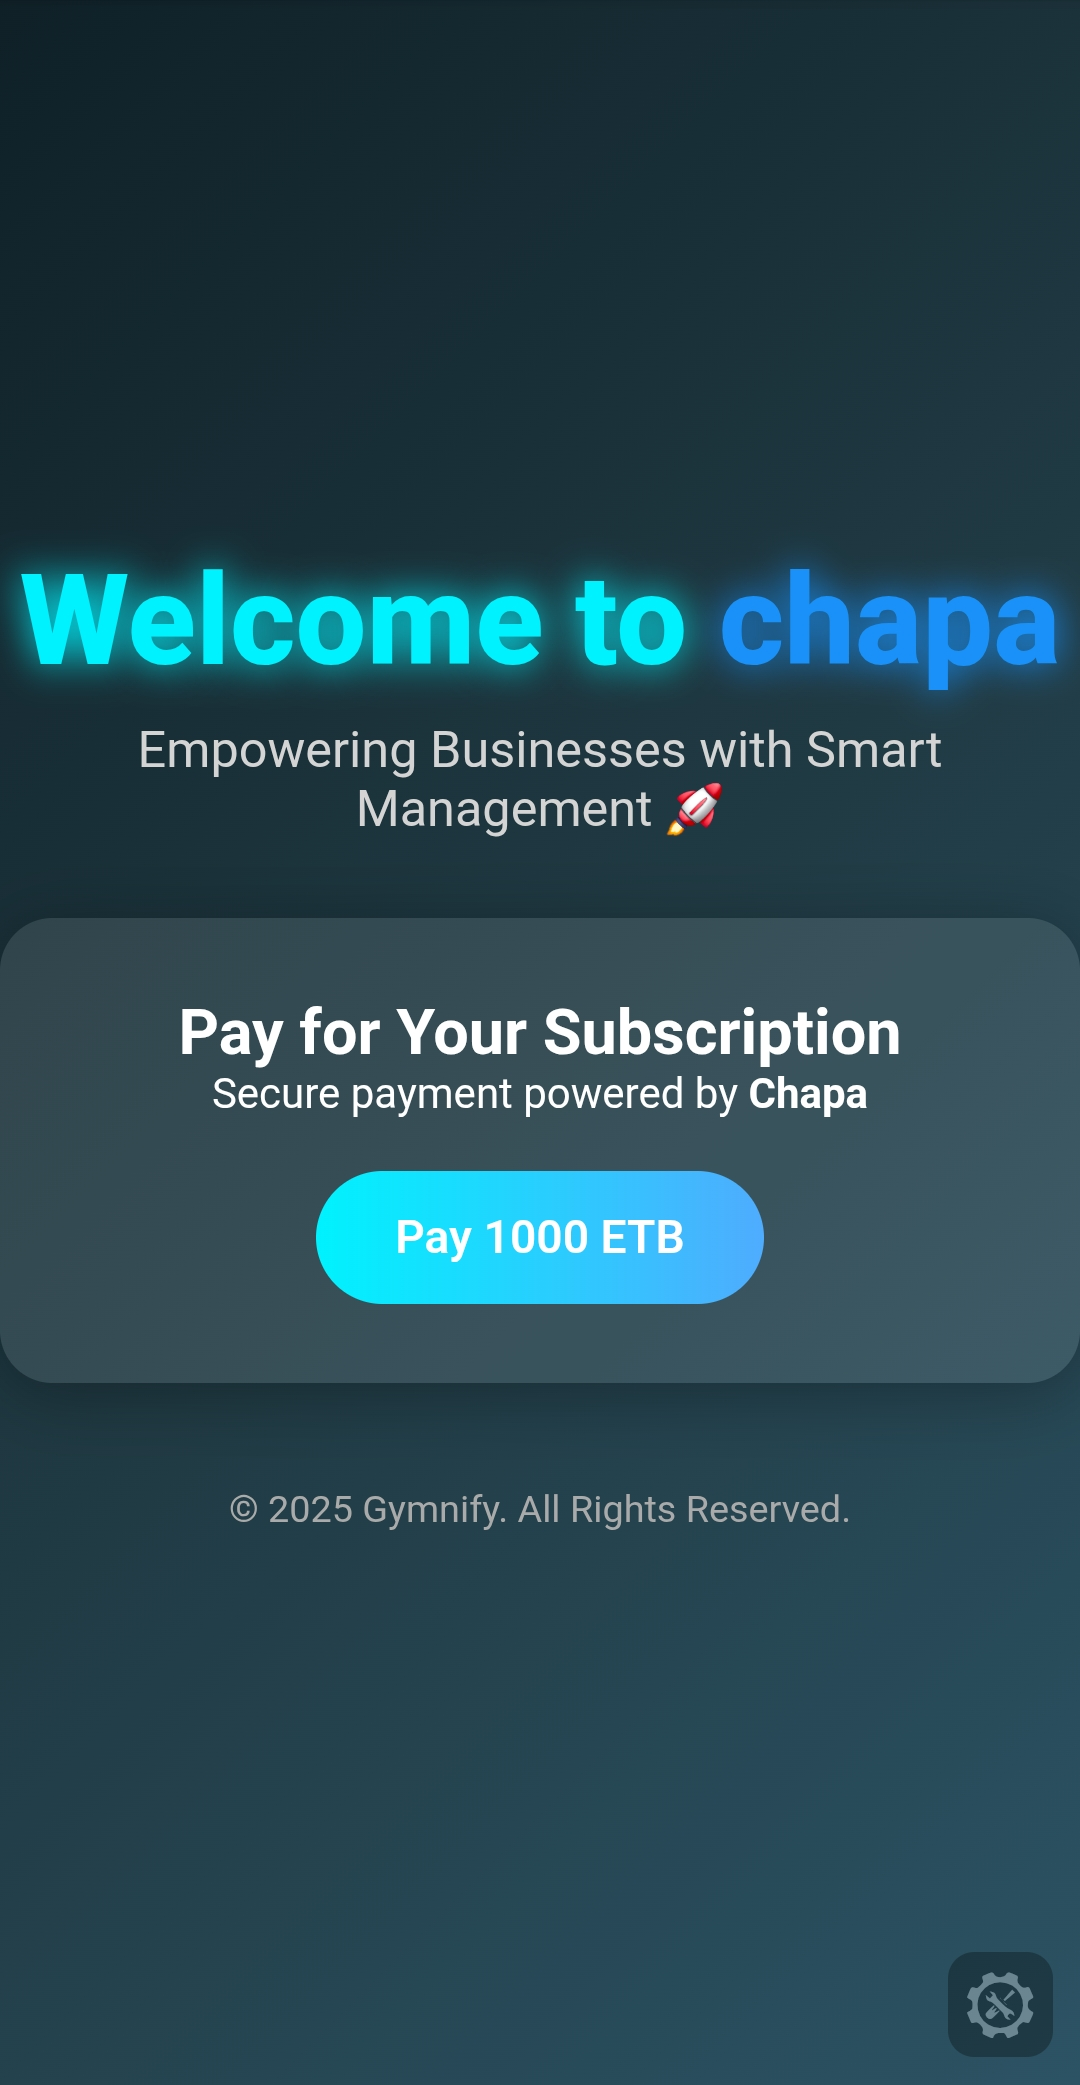 Welcome to chapa
Empowering Businesses with Smart
Management 🚀
Pay for Your Subscription
Secure payment powered by Chapa
Pay 1000 ETB
© 2025 Gymnify. All Rights Reserved.